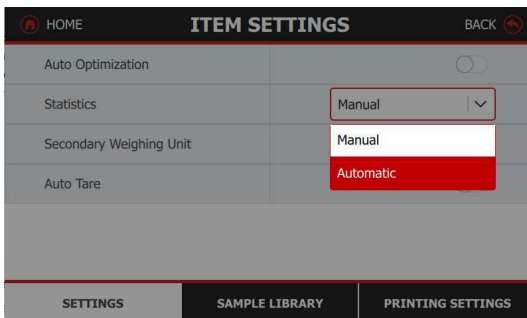 HOME
ITEM SETTINGS
BACK
Auto Optimization
Statistics
Manual
Secondary Weighing Unit
Manual
Auto Tare
Automatic
SETTINGS
SAMPLE LIBRARY
PRINTING SETTINGS